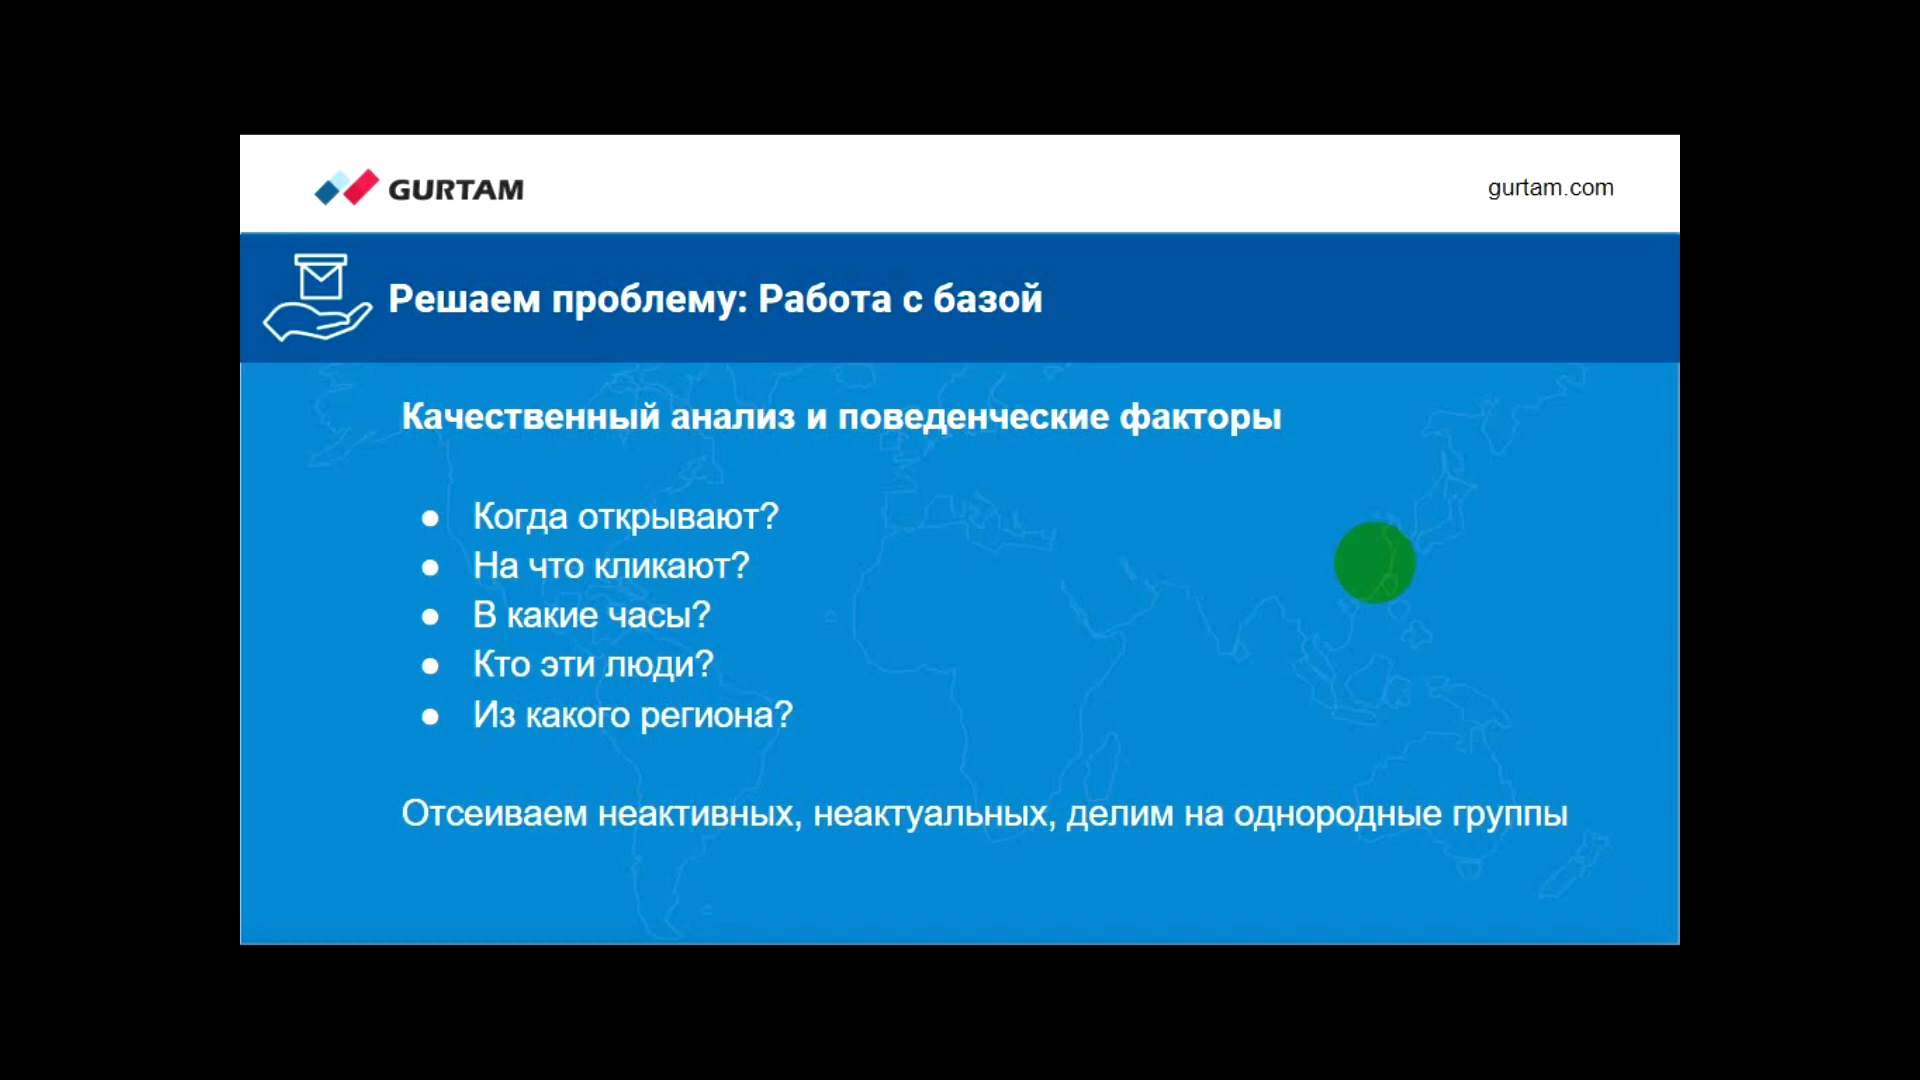 GURTAM
gurtam.com
Решаем проблему: Работа с базой
Качественный анализ и поведенческие факторы
● Когда открывают?
● На что кликают?
● В какие часы?
● Кто эти люди?
● Из какого региона?
Отсеиваем неактивных, неактуальных, делим на однородные группы